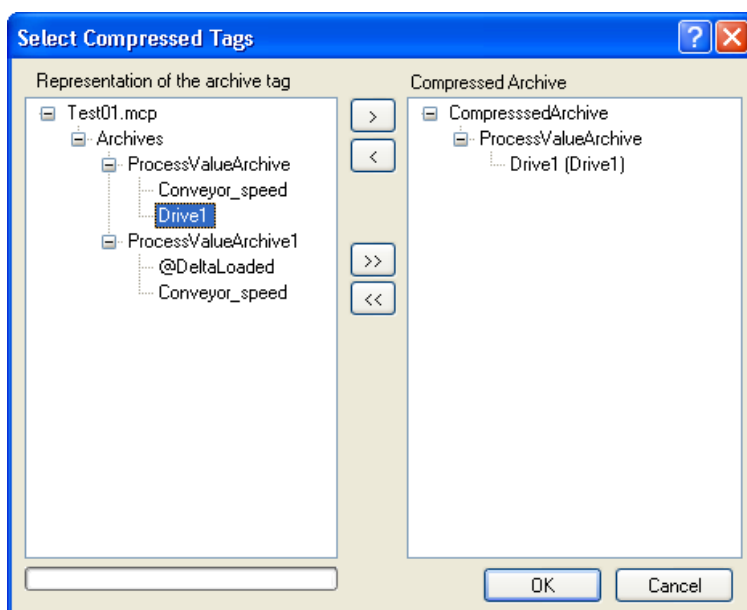 Select Compressed Tags
?
Representation of the archive tag
Test01.mcp
Archives
ProcessValueArchive
Conveyor_speed
Drive1
ProcessValueArchive1
@DeltaLoaded
Conveyor_speed
>
<
>>
<<
Compressed Archive
CompresssedArchive
ProcessValueArchive
Drive1 (Drive1)
OK
Cancel